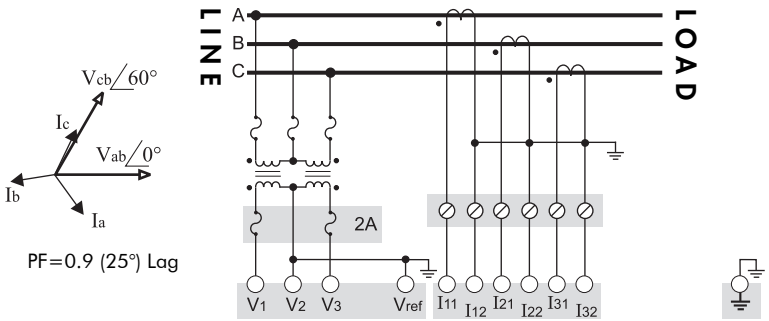 LINE
LOAD
A
B
C
Vcb/60°
Ic
Vab/0°
Ib
Ia
PF=0.9 (25°) Lag
2A
V1 V2 V3 Vref I11 I12 I21 I22 I31 I32